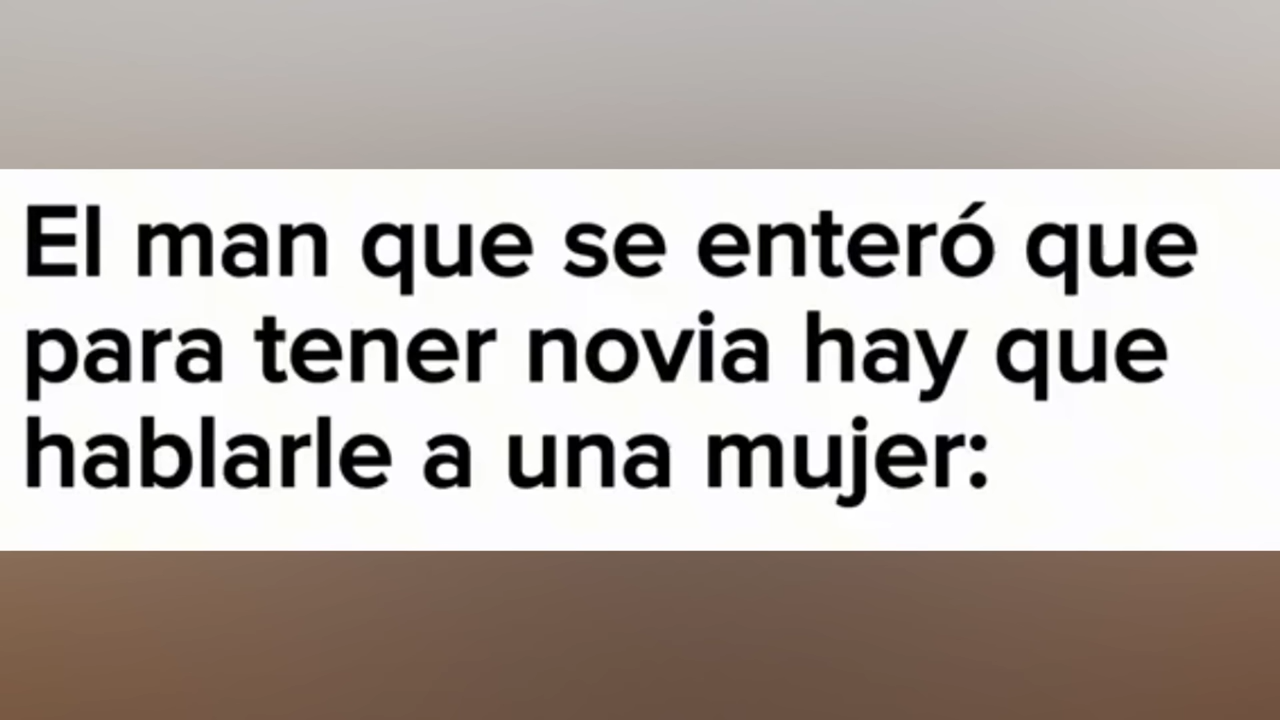 El man que se enteró que
para tener novia hay que
hablarle a una mujer: